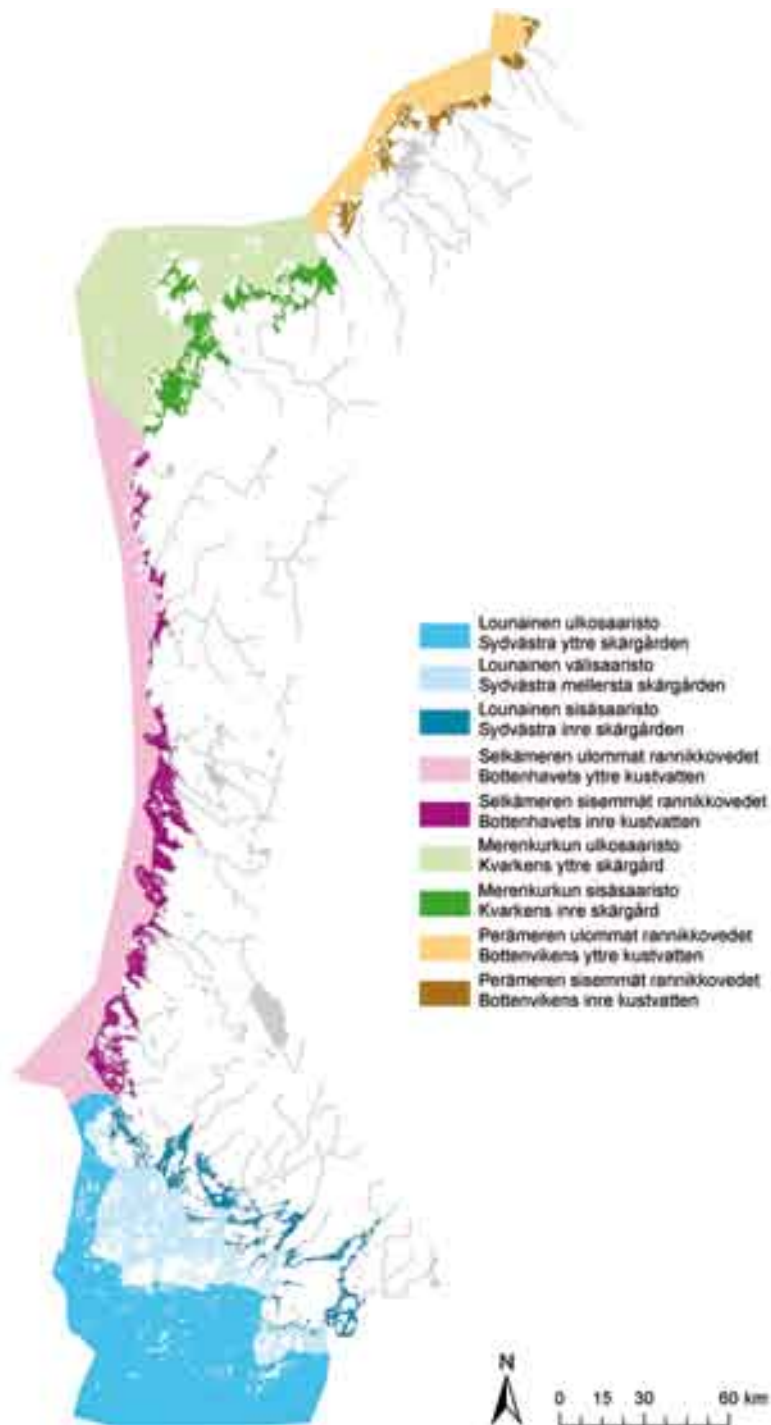 Lounainen ulkosaaristo
Sydvästra yttre skärgården
Lounainen välisaaristo
Sydvästra mellersta skärgården
Lounainen sisäsaaristo
Sydvästra inre skärgården
Selkämeren ulommat rannikkovedet
Bottenhavets yttre kustvatten
Selkämeren sisemmät rannikkovedet
Bottenhavets inre kustvatten
Merenkurkun ulkosaaristo
Kvarkens yttre skärgård
Merenkurkun sisäsaaristo
Kvarkens inre skärgård
Perämeren ulommat rannikkovedet
Bottenvikens yttre kustvatten
Perämeren sisemmät rannikkovedet
Bottenvikens inre kustvatten
N
0 15 30 60 km